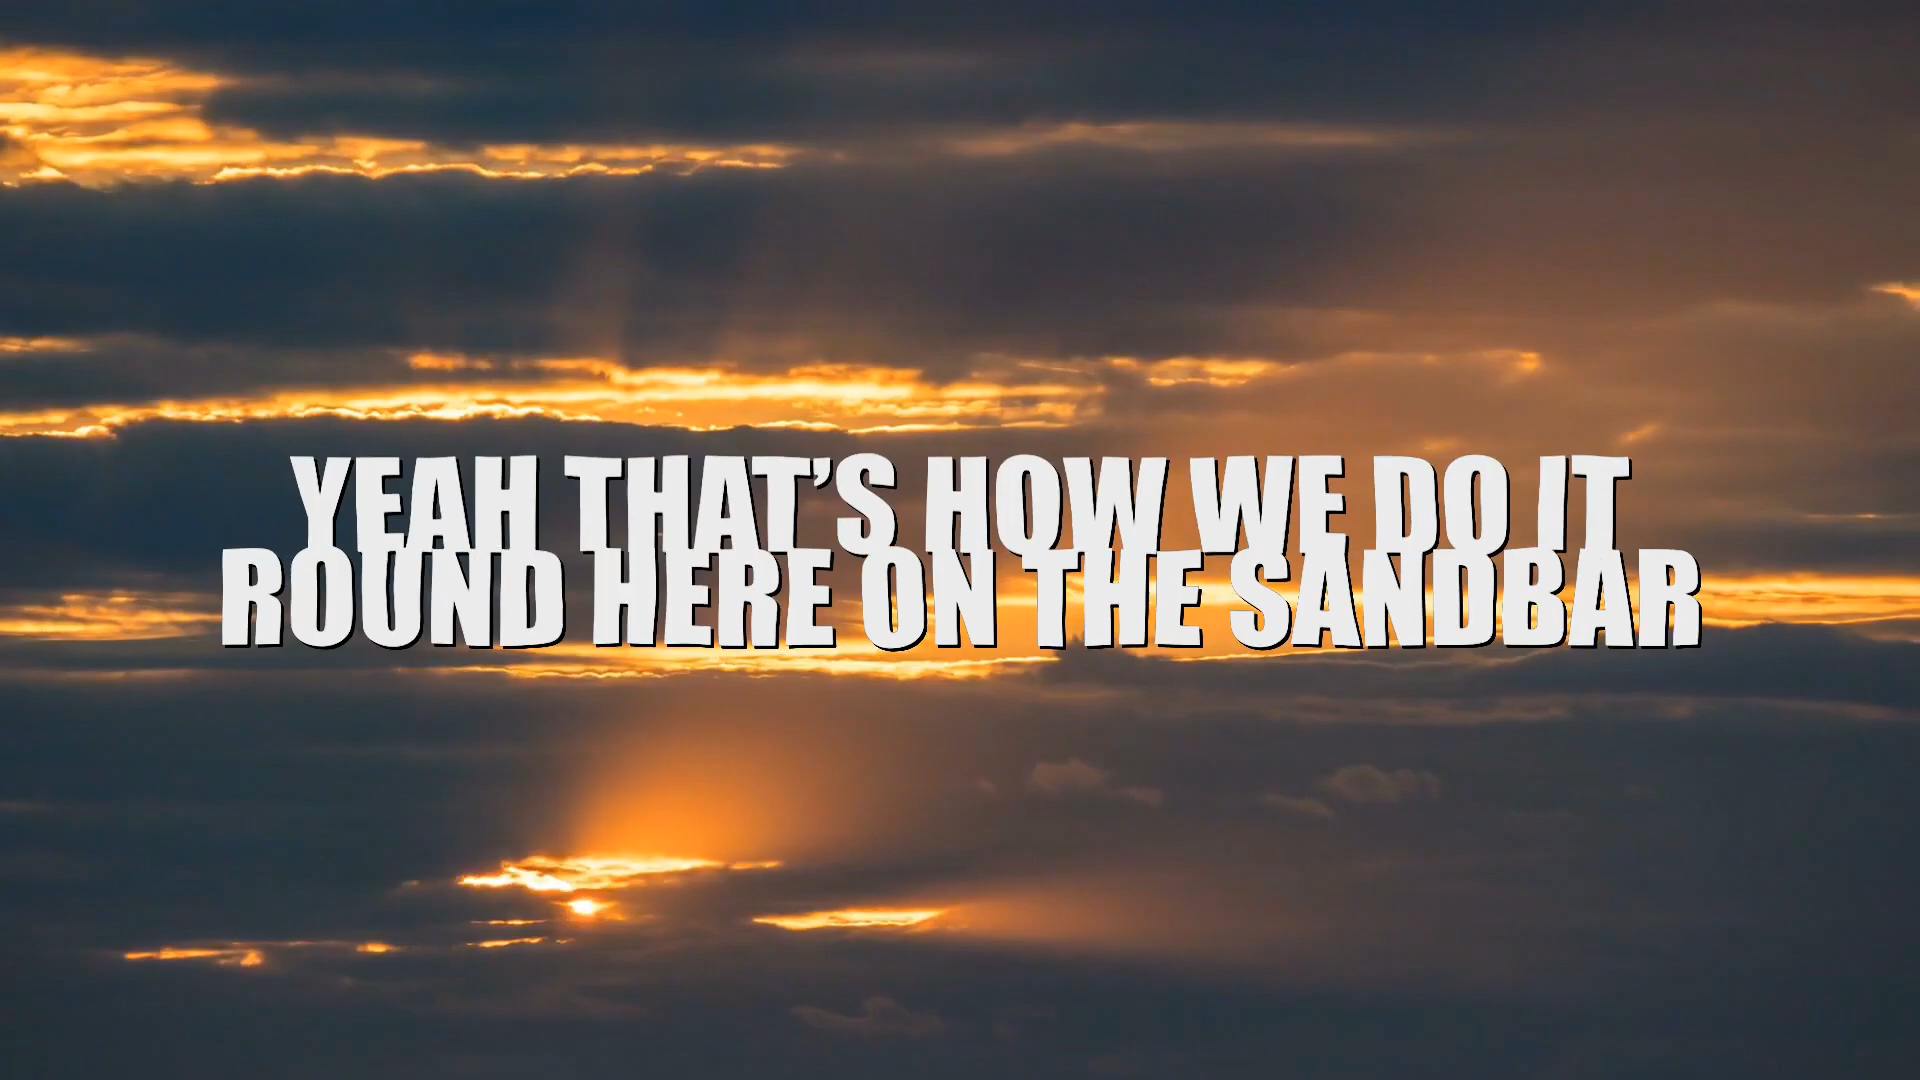 YEAH THAT’S HOW WE DO IT
ROUND HERE ON THE SANDBAR